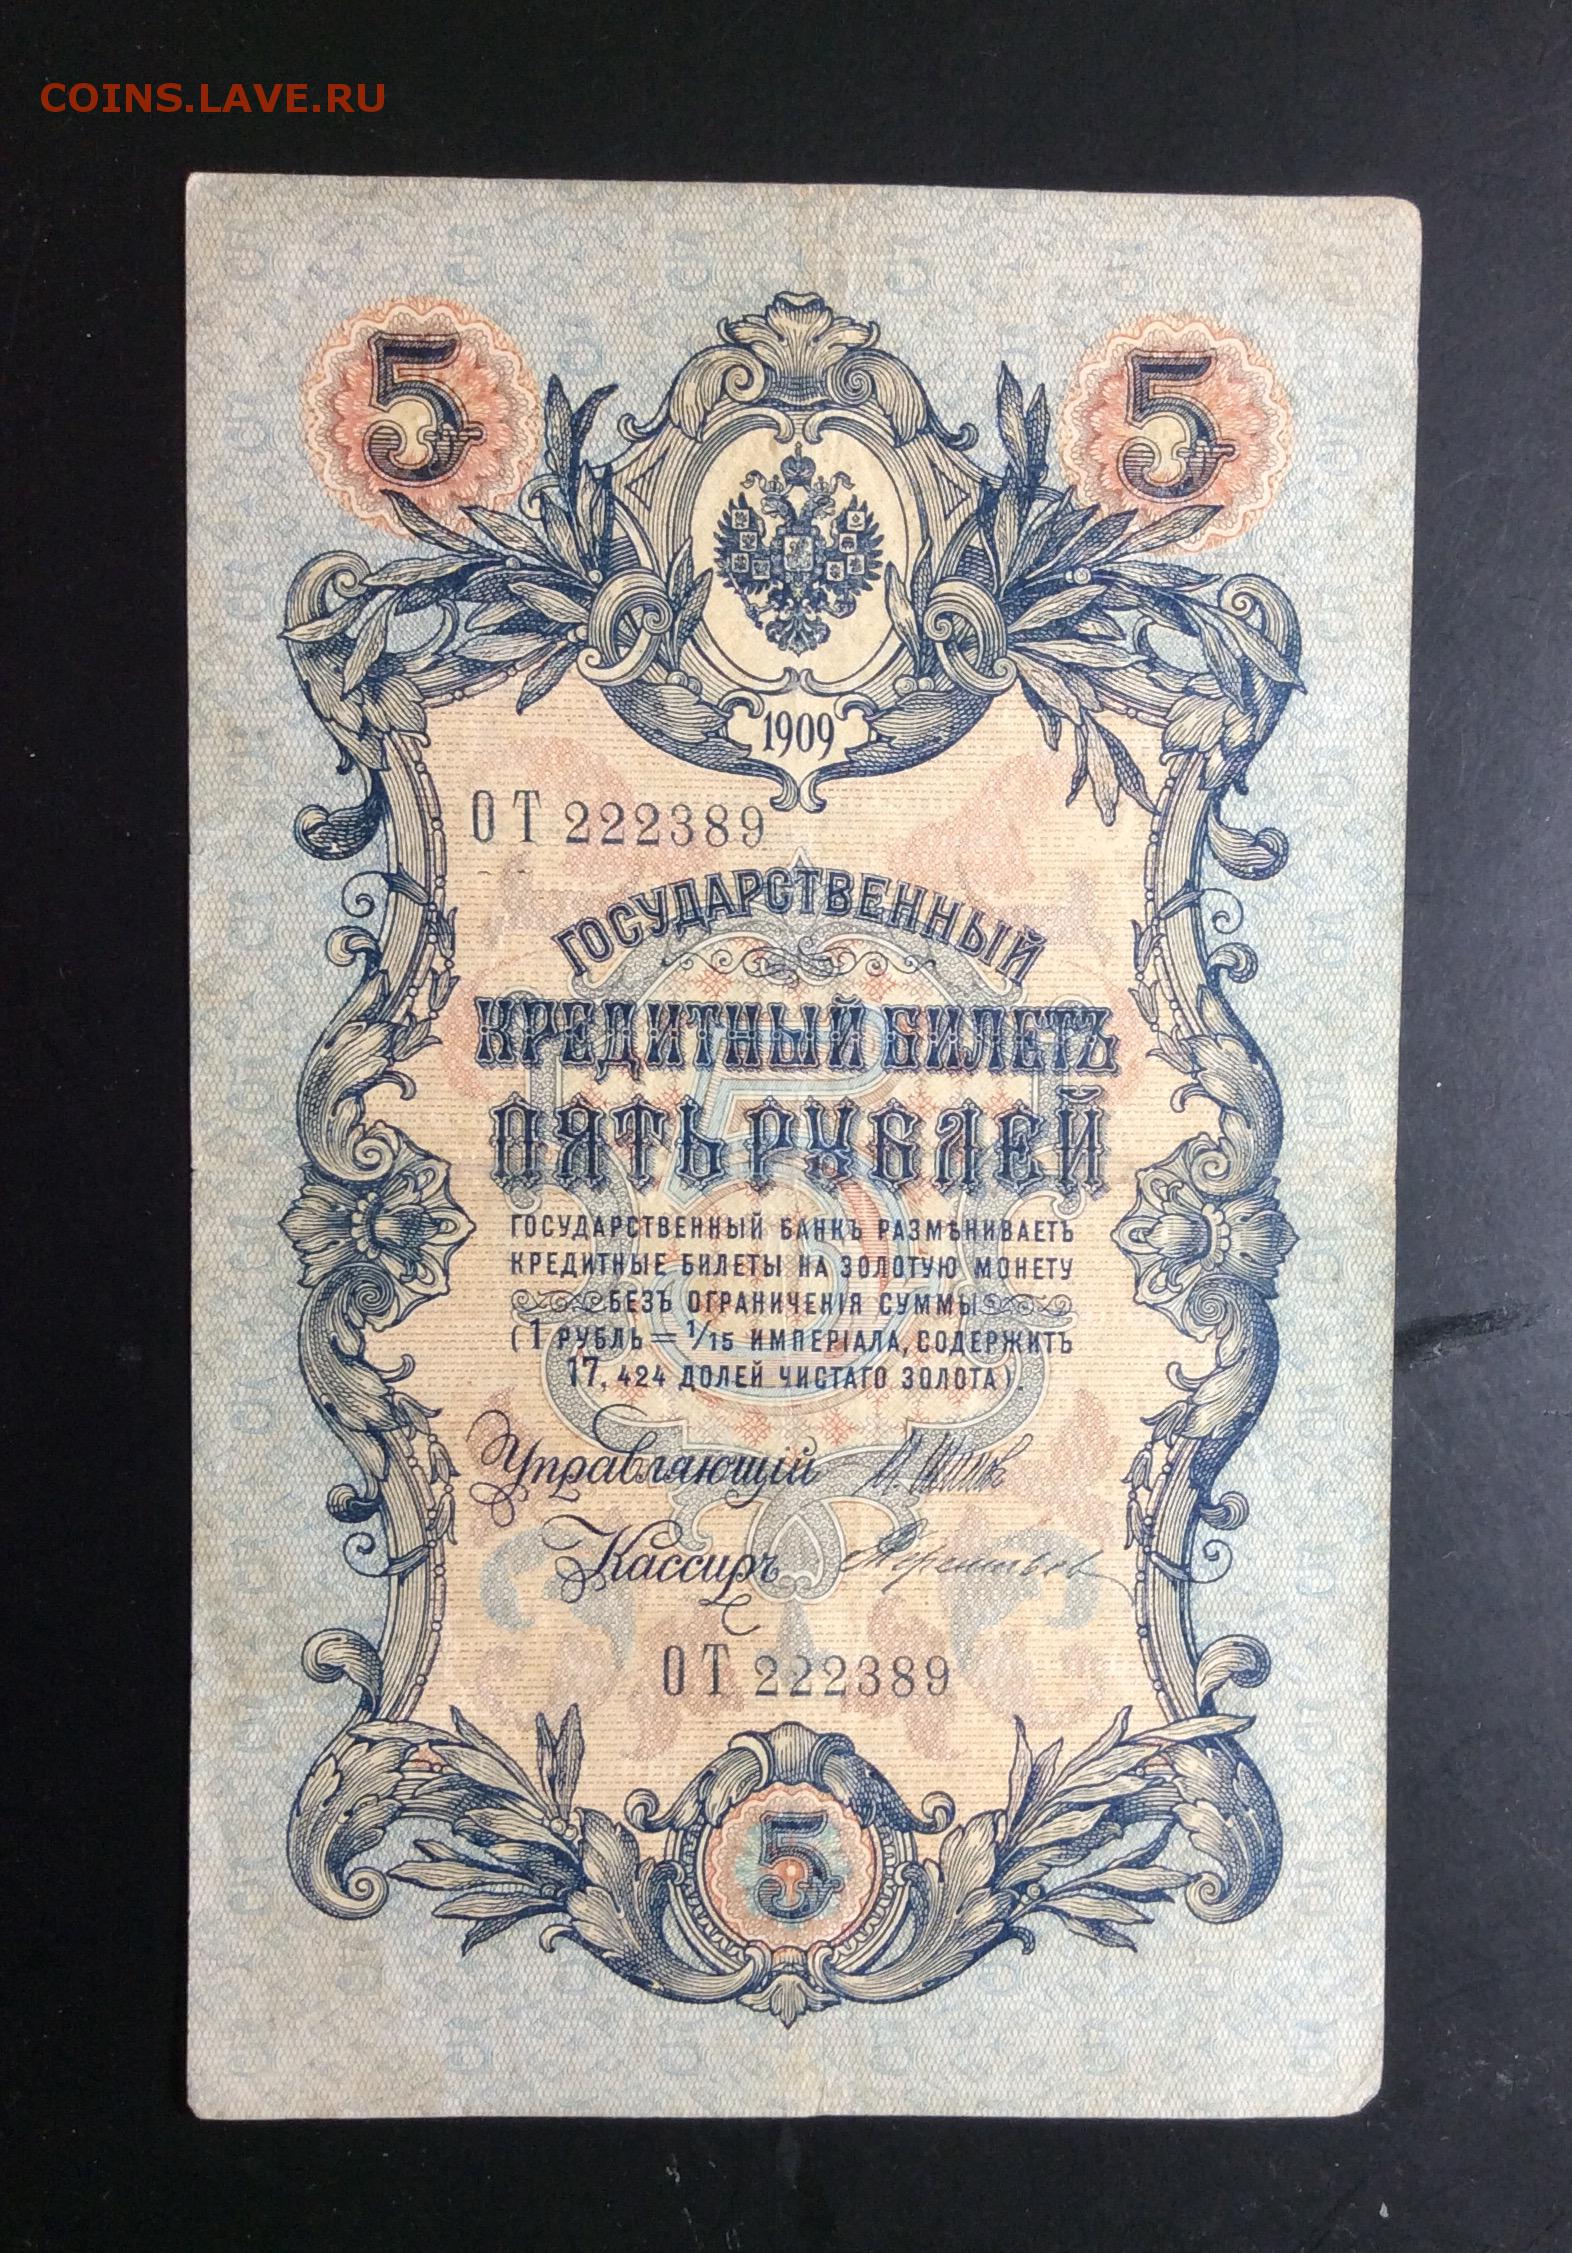 COINS.LAVE.RU
5 5
1909
ОТ 222389
ГОСУДАРСТВЕННЫЙ
КРЕДИТНЫЙ БИЛЕТЪ
ПЯТЬ РУБЛЕЙ
ГОСУДАРСТВЕННЫЙ БАНКЪ РАЗМѢНИВАЕТЪ
КРЕДИТНЫЕ БИЛЕТЫ НА ЗОЛОТУЮ МОНЕТУ
БЕЗЪ ОГРАНИЧЕНІЯ СУММЫ
(1 РУБЛЬ = 1/15 ИМПЕРІАЛА, СОДЕРЖИТЪ
17, 424 ДОЛЕЙ ЧИСТАГО ЗОЛОТА).
Управляющій
Кассиръ
ОТ 222389
5